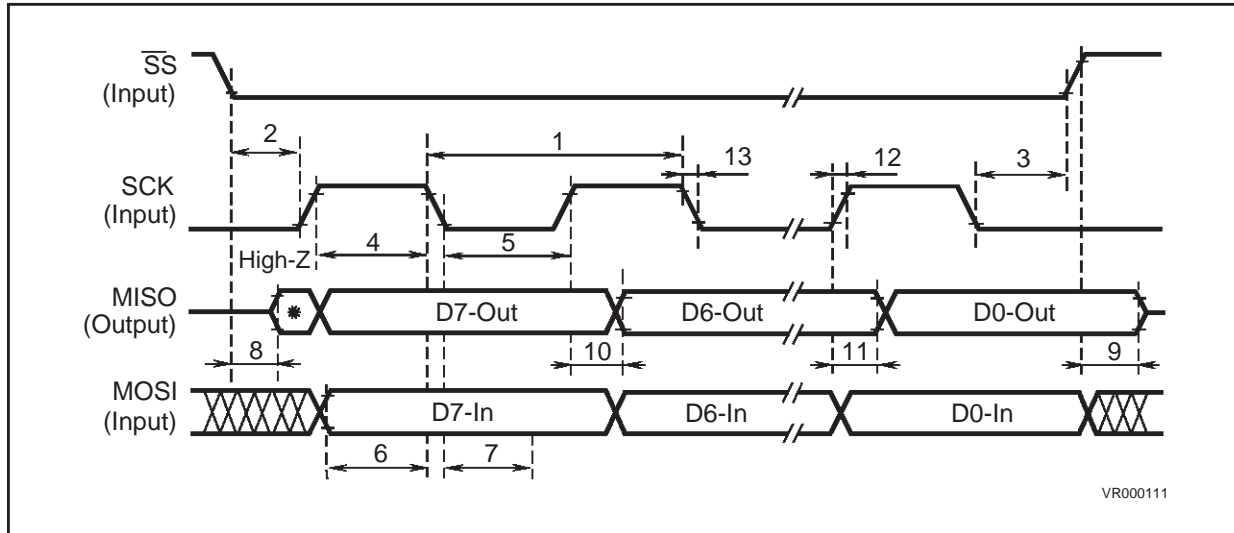 S̅S̅
(Input)
2
1
13
12
3
SCK
(Input)
4
5
High-Z
MISO
(Output)
*
D7-Out
D6-Out
D0-Out
8
10
11
9
MOSI
(Input)
D7-In
D6-In
D0-In
6
7
VR000111